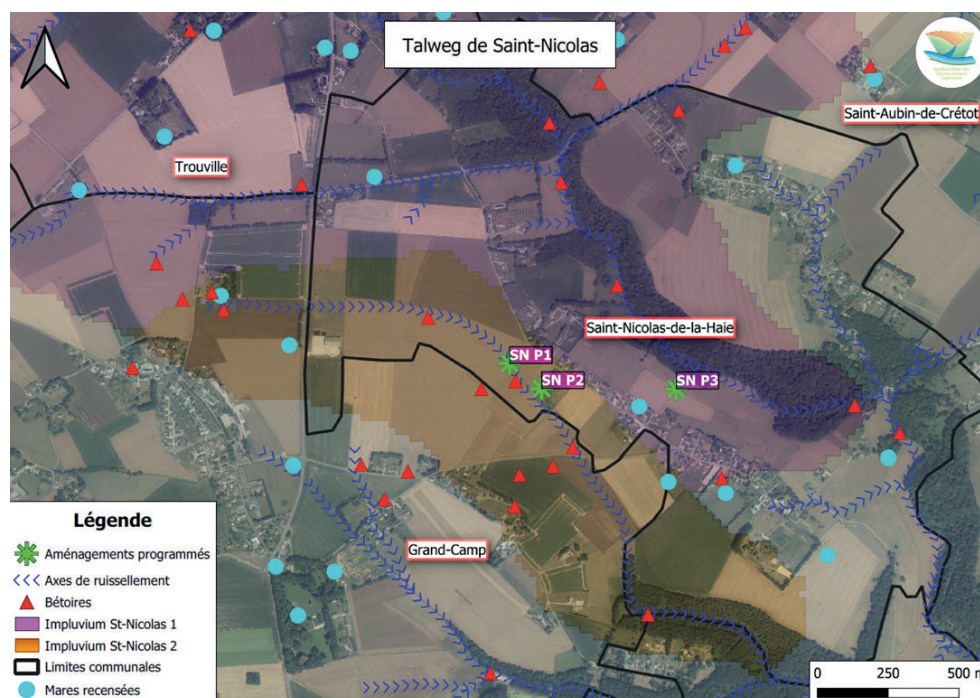 Talweg de Saint-Nicolas
Saint-Aubin-de-Crétot
Trouville
Saint-Nicolas-de-la-Haie
SN P1
SN P2
SN P3
Grand-Camp
Légende
Aménagements programmés
Axes de ruissellement
Bétoires
Impluvium St-Nicolas 1
Impluvium St-Nicolas 2
Limites communales
Mares recensées
0 250 500 m